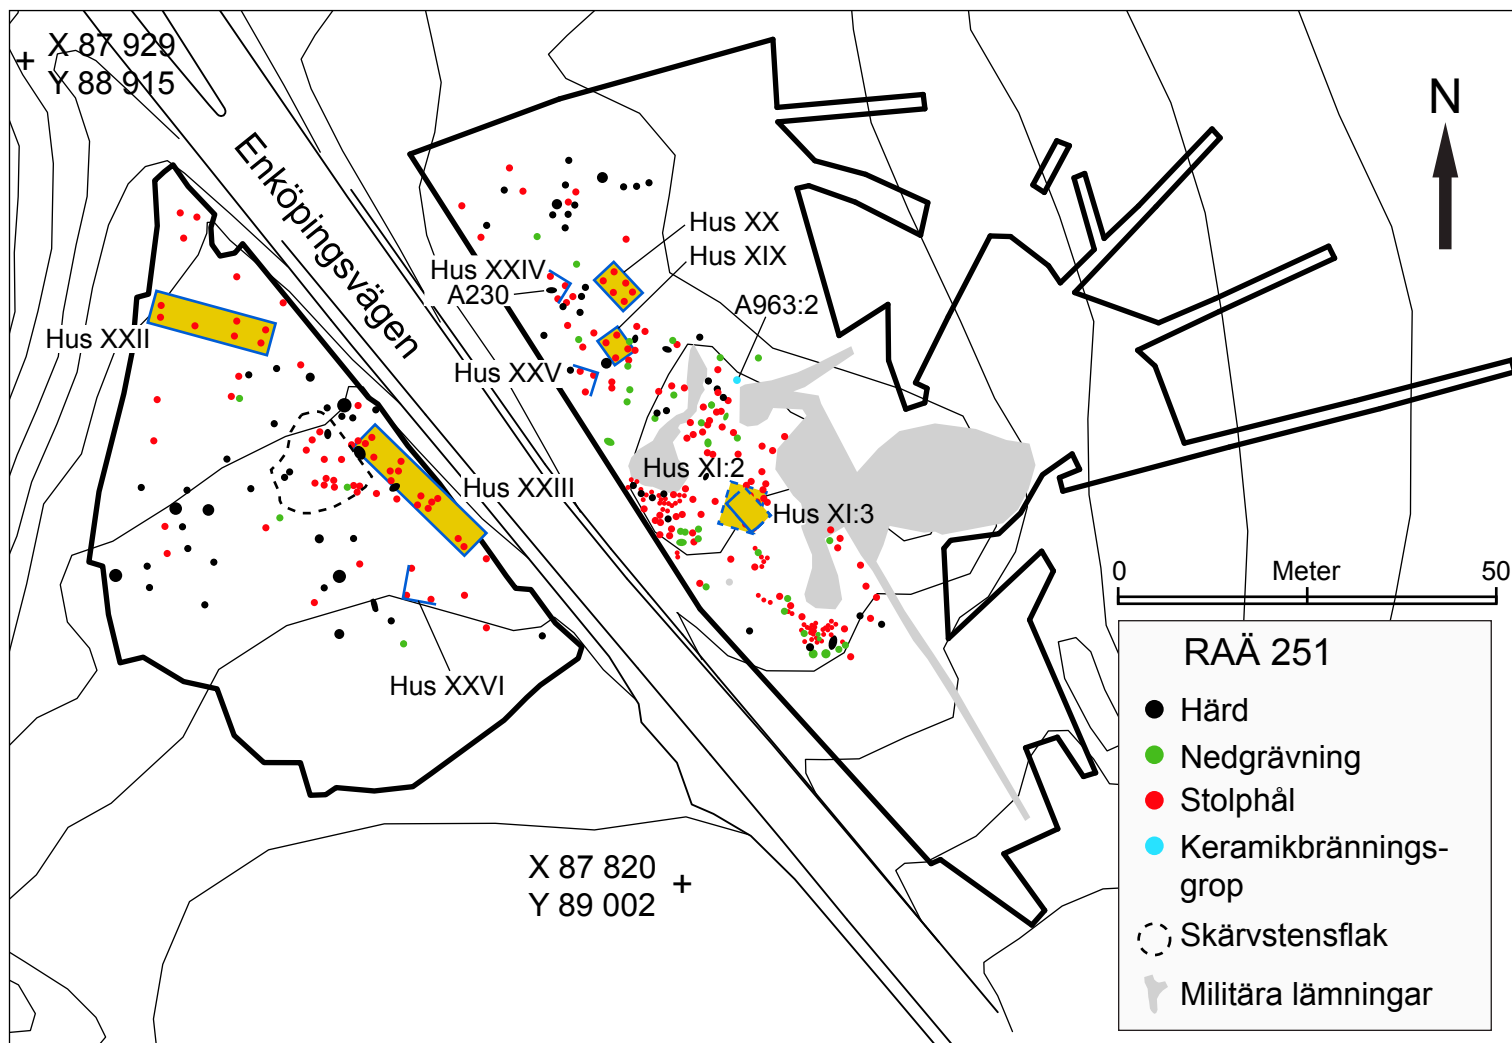 X 87 929
Y 88 915
Enköpingsvägen
N
Hus XX
Hus XIX
Hus XXIV
A230
A963:2
Hus XXII
Hus XXV
Hus XI:2
Hus XXIII
Hus XI:3
Hus XXVI
0
Meter
50
RAÄ 251
Härd
Nedgrävning
Stolphål
Keramikbrännings-
grop
Skärvstensflak
Militära lämningar
X 87 820
Y 89 002